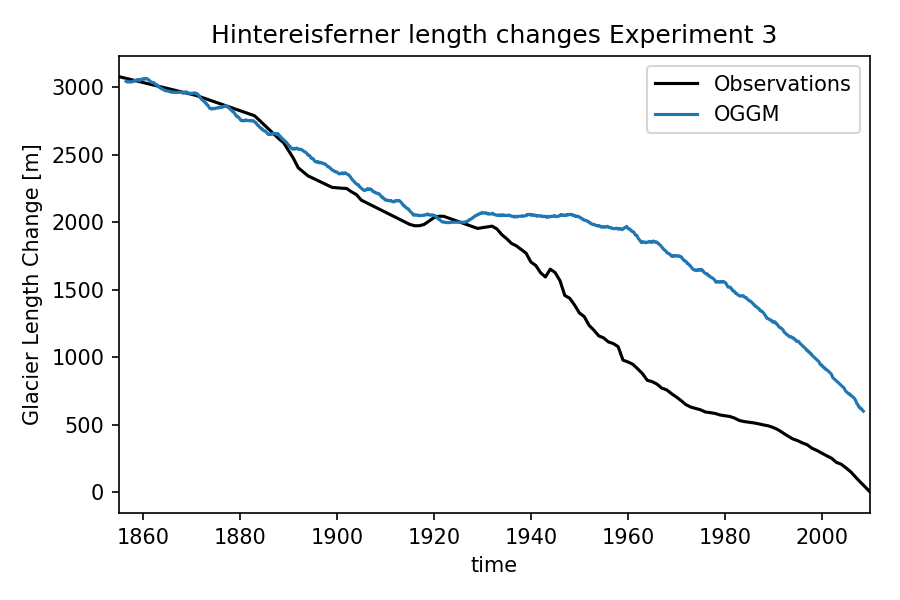 Hintereisferner length changes Experiment 3
Glacier Length Change [m]
3000
2500
2000
1500
1000
500
0
Observations
OGGM
1860 1880 1900 1920 1940 1960 1980 2000
time